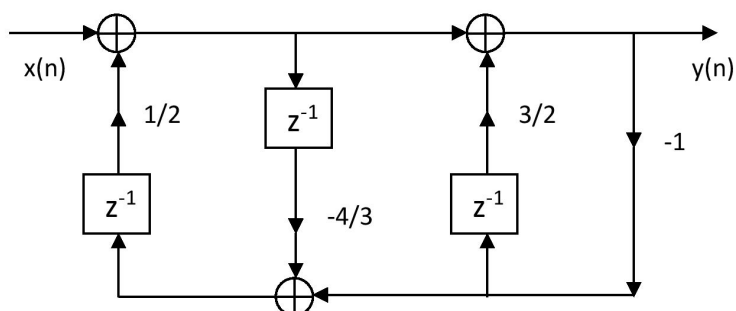 x(n)
y(n)
1/2
z⁻¹
3/2
-1
z⁻¹
z⁻¹
-4/3